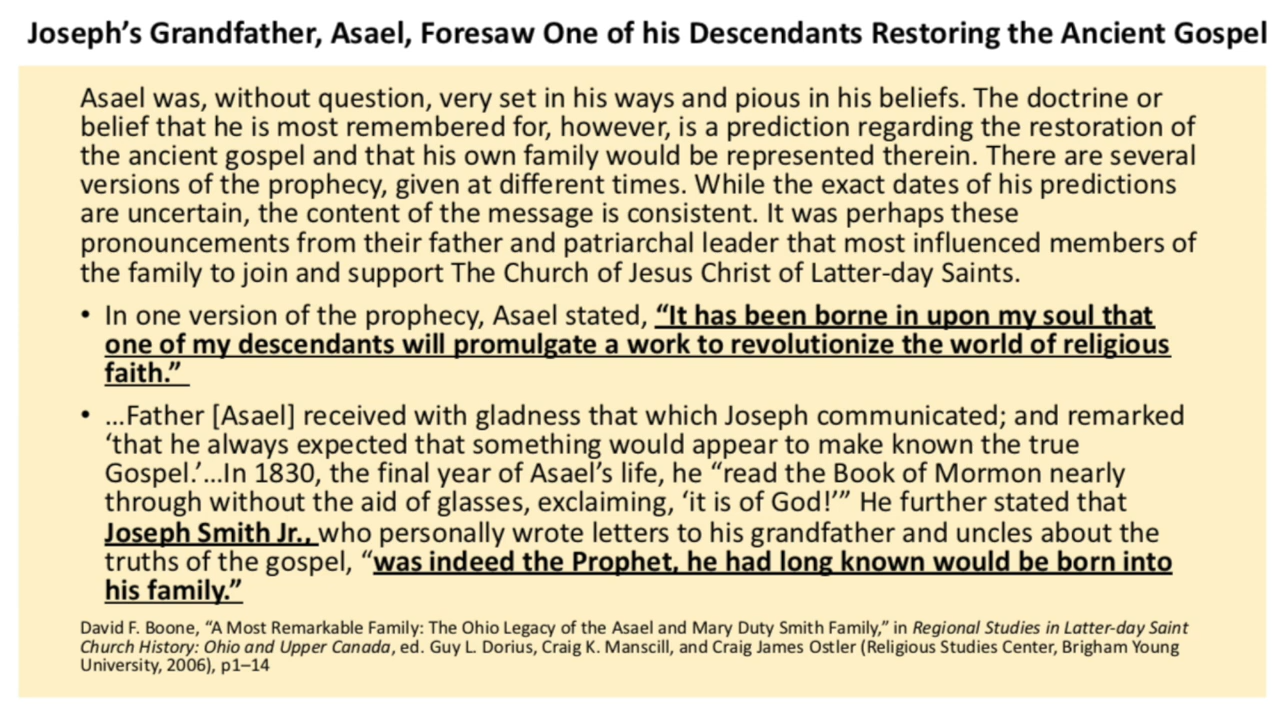 Joseph’s Grandfather, Asael, Foresaw One of his Descendants Restoring the Ancient Gospel
Asael was, without question, very set in his ways and pious in his beliefs. The doctrine or
belief that he is most remembered for, however, is a prediction regarding the restoration of
the ancient gospel and that his own family would be represented therein. There are several
versions of the prophecy, given at different times. While the exact dates of his predictions
are uncertain, the content of the message is consistent. It was perhaps these
pronouncements from their father and patriarchal leader that most influenced members of
the family to join and support The Church of Jesus Christ of Latter-day Saints.
• In one version of the prophecy, Asael stated, “It has been borne in upon my soul that
one of my descendants will promulgate a work to revolutionize the world of religious
faith.”
• …Father [Asael] received with gladness that which Joseph communicated; and remarked
‘that he always expected that something would appear to make known the true
Gospel.’…In 1830, the final year of Asael’s life, he “read the Book of Mormon nearly
through without the aid of glasses, exclaiming, ‘it is of God!’” He further stated that
Joseph Smith Jr., who personally wrote letters to his grandfather and uncles about the
truths of the gospel, “was indeed the Prophet, he had long known would be born into
his family.”
David F. Boone, “A Most Remarkable Family: The Ohio Legacy of the Asael and Mary Duty Smith Family,” in Regional Studies in Latter-day Saint
Church History: Ohio and Upper Canada, ed. Guy L. Dorius, Craig K. Manscill, and Craig James Ostler (Religious Studies Center, Brigham Young
University, 2006), p1–14